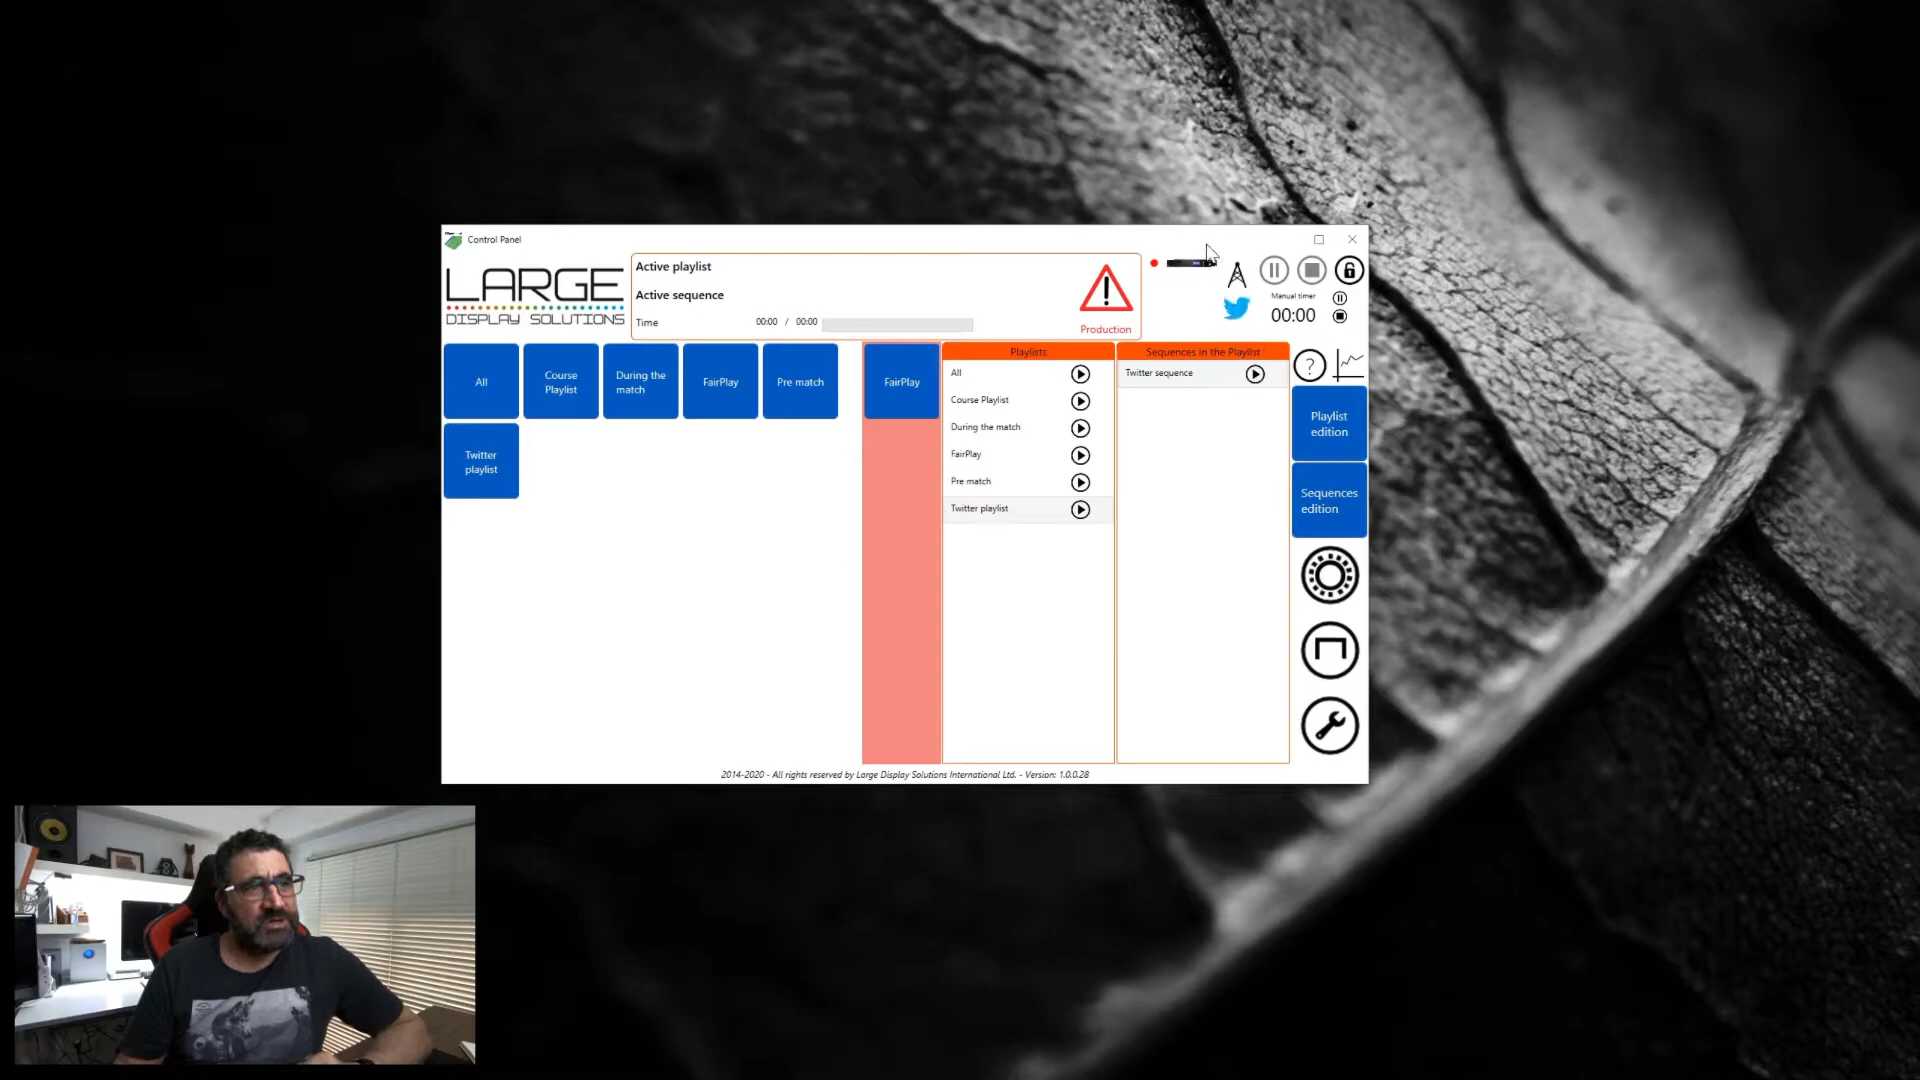 Control Panel
LARGE
DISPLAY SOLUTIONS
Active playlist
Active sequence
Time
00:00 / 00:00
Production
Manual timer
00:00
All
Course
Playlist
During the
match
FairPlay
Pre match
Twitter
playlist
FairPlay
Playlists
All
Course Playlist
During the match
FairPlay
Pre match
Twitter playlist
Sequences in the Playlist
Twitter sequence
?
Playlist
edition
Sequences
edition
2014-2020 - All rights reserved by Large Display Solutions International Ltd. - Version: 1.0.0.28